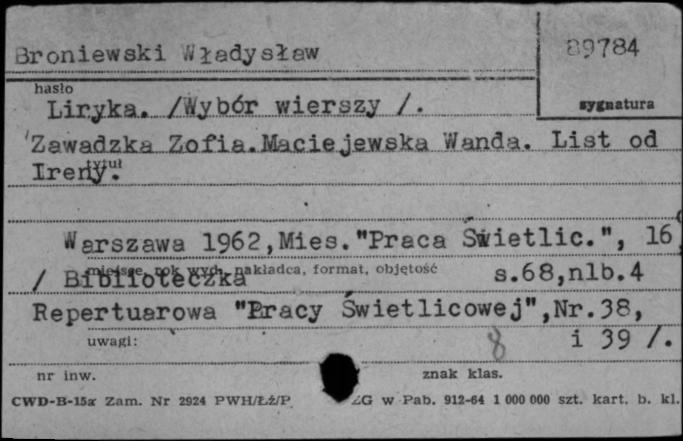 Broniewski Władysław
89784
hasło
sygnatura
Liryka. /Wybór wierszy /.
Zawadzka Zofia.Maciejewska Wanda. List od
tytuł
Ireny.
Warszawa 1962,Mies."Praca Świetlic.", 16
miejsce, rok wyd., nakładca, format, objętość
/ Biblioteczka s.68,nlb.4
Repertuarowa "Pracy Świetlicowej",Nr.38,
uwagi: 8 i 39 /.
nr inw. znak klas.
CWD-B-15a Zam. Nr 2924 PWH/Łź/P ZG w Pab. 912-64 1 000 000 szt. kart. b. kl.